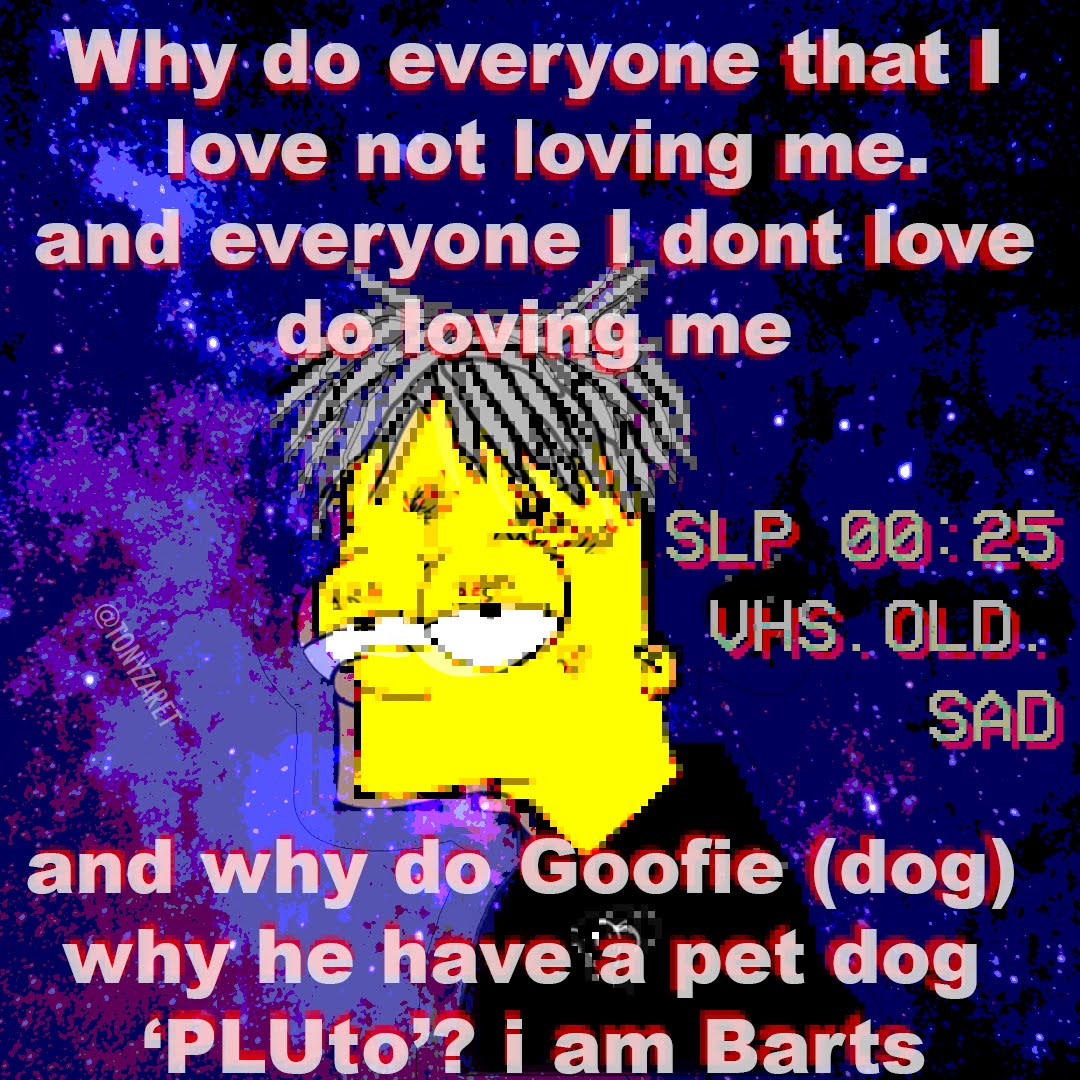 Why do everyone that I
love not loving me.
and everyone I dont love
do loving me
SLP 00:25
VHS. OLD.
SAD
@TONYZARET
and why do Goofie (dog)
why he have a pet dog
‘PLUto’? i am Barts